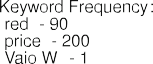 Keyword Frequency:
red - 90
price - 200
Vaio W - 1